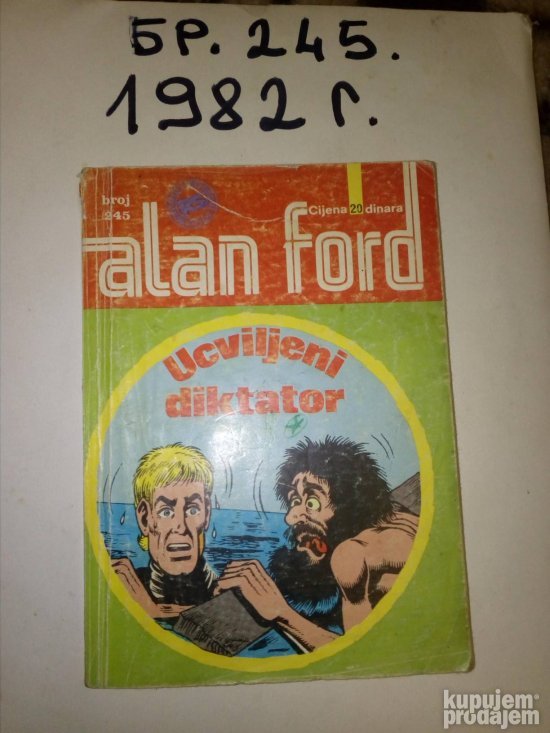 БР. 245.
1982 г.
broj
245
Cijena 20 dinara
alan ford
Ucviljeni
diktator
kupujem
prodajem